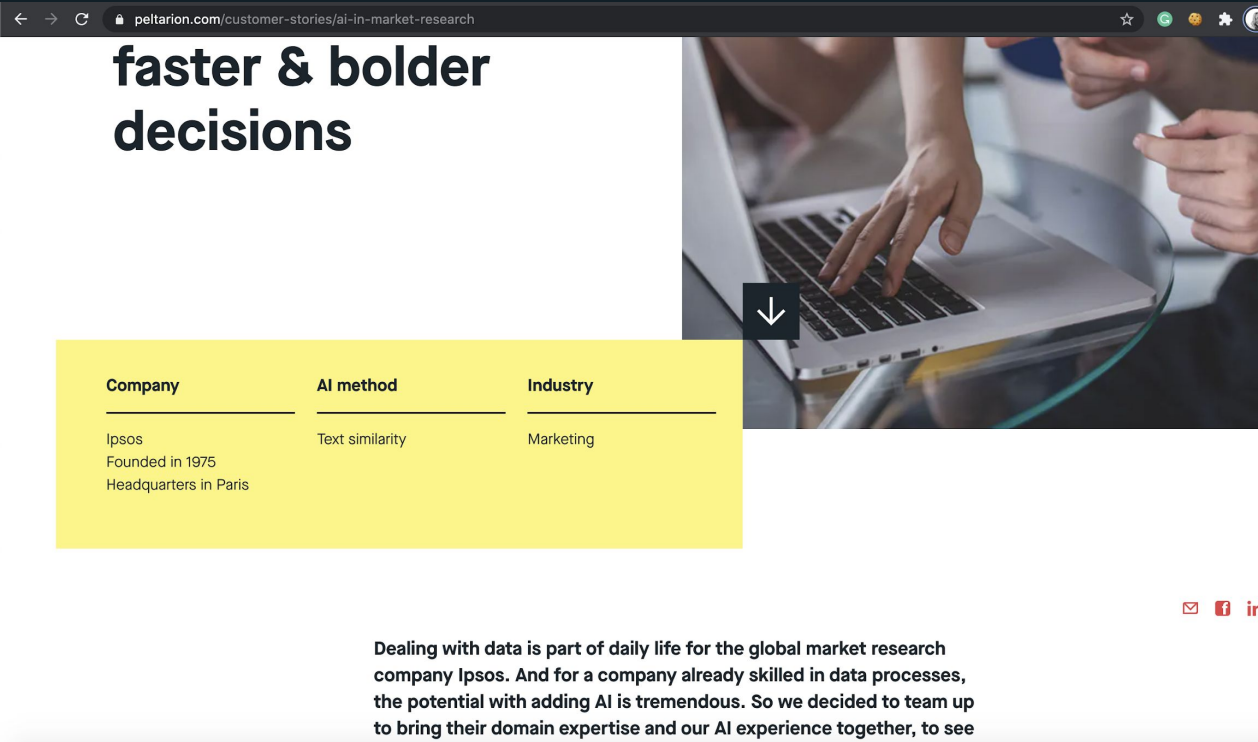 peltarion.com/customer-stories/ai-in-market-research
faster & bolder
decisions
Company
Ipsos
Founded in 1975
Headquarters in Paris
AI method
Text similarity
Industry
Marketing
Dealing with data is part of daily life for the global market research
company Ipsos. And for a company already skilled in data processes,
the potential with adding AI is tremendous. So we decided to team up
to bring their domain expertise and our AI experience together, to see